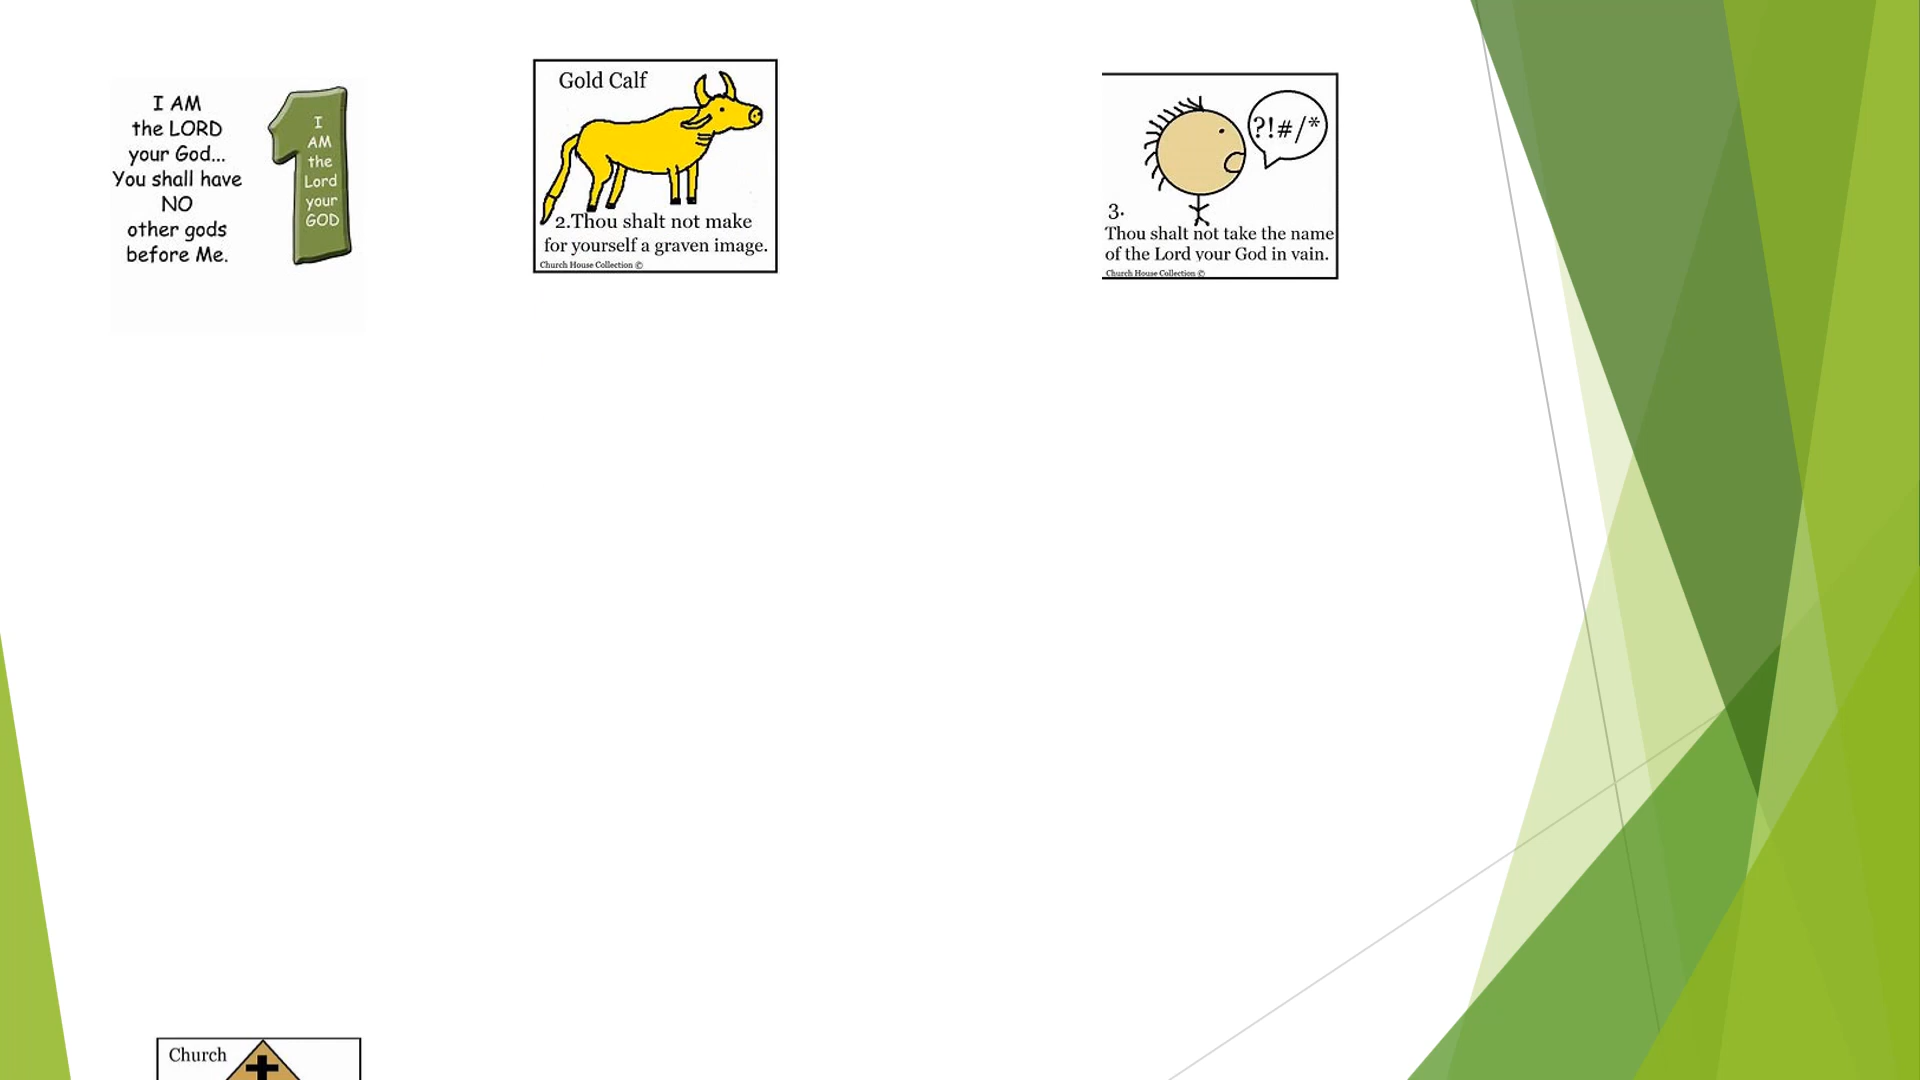 I AM
the LORD
your God...
You shall have
NO
other gods
before Me.
I
AM
the
Lord
your
GOD
Gold Calf
2.Thou shalt not make
for yourself a graven image.
Church House Collection ©
?!#/*
3.
Thou shalt not take the name
of the Lord your God in vain.
Church House Collection ©
Church